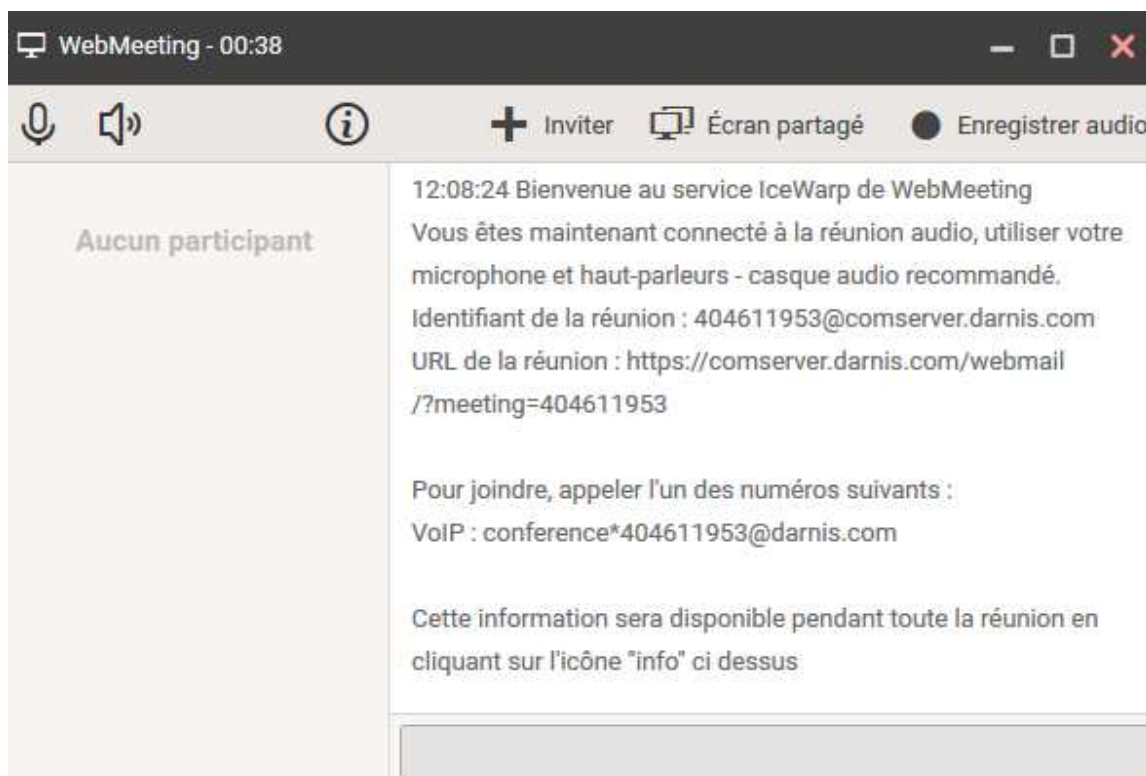 WebMeeting - 00:38
Inviter
Écran partagé
Enregistrer audio
Aucun participant
12:08:24 Bienvenue au service IceWarp de WebMeeting
Vous êtes maintenant connecté à la réunion audio, utiliser votre
microphone et haut-parleurs - casque audio recommandé.
Identifiant de la réunion : 404611953@comserver.darnis.com
URL de la réunion : https://comserver.darnis.com/webmail
/?meeting=404611953
Pour joindre, appeler l'un des numéros suivants :
VoIP : conference*404611953@darnis.com
Cette information sera disponible pendant toute la réunion en
cliquant sur l'icône "info" ci dessus